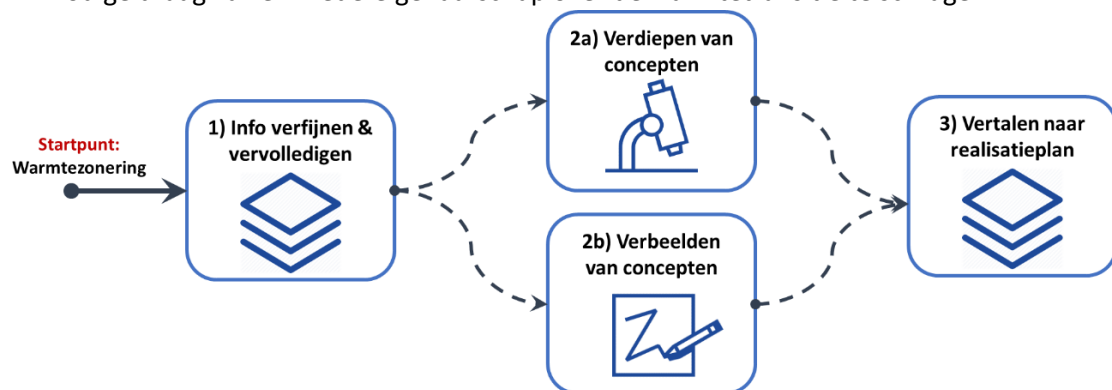 2a) Verdiepen van
concepten
1) Info verfijnen &
vervolledigen
Startpunt:
Warmtezonering
3) Vertalen naar
realisatieplan
2b) Verbeelden
van concepten